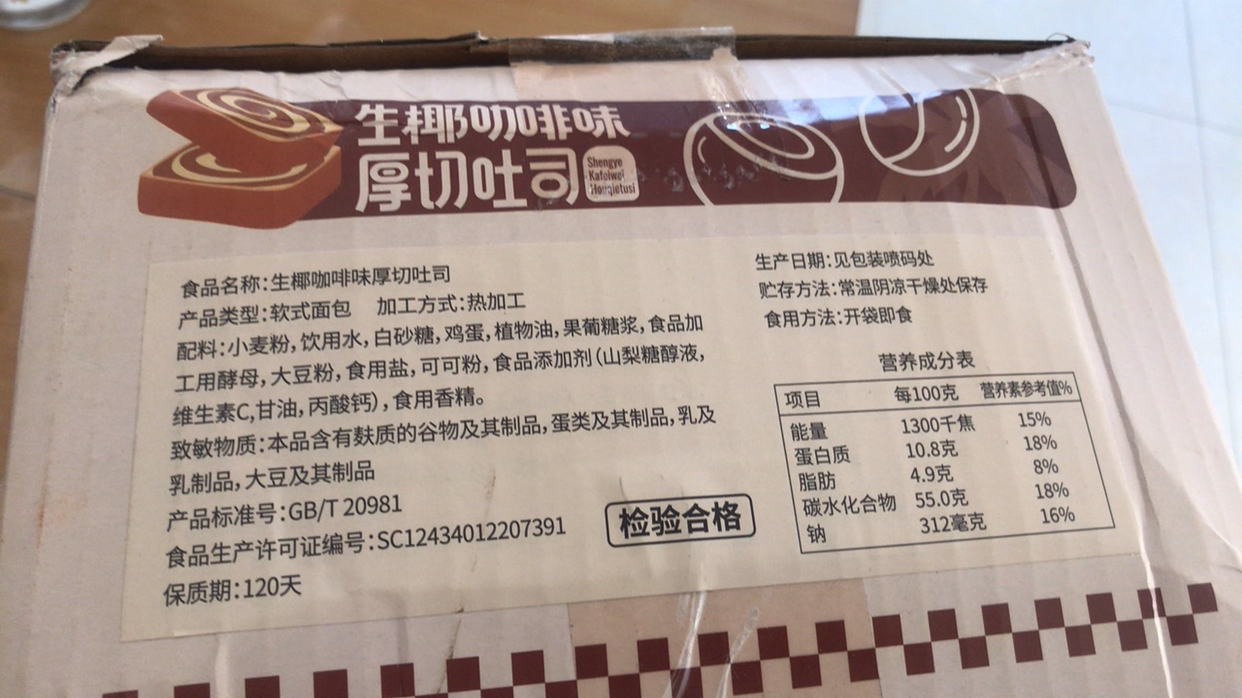 生椰咖啡味
厚切吐司
Shengye
Kafeiwei
Houqietusi
食品名称:生椰咖啡味厚切吐司
产品类型:软式面包 加工方式:热加工
配料:小麦粉,饮用水,白砂糖,鸡蛋,植物油,果葡糖浆,食品加
工用酵母,大豆粉,食用盐,可可粉,食品添加剂(山梨糖醇液,
维生素C,甘油,丙酸钙),食用香精。
致敏物质:本品含有麸质的谷物及其制品,蛋类及其制品,乳及
乳制品,大豆及其制品
产品标准号:GB/T 20981
食品生产许可证编号:SC12434012207391
保质期:120天
检验合格
生产日期:见包装喷码处
贮存方法:常温阴凉干燥处保存
食用方法:开袋即食
营养成分表
项目 每100克 营养素参考值%
能量 1300千焦 15%
蛋白质 10.8克 18%
脂肪 4.9克 8%
碳水化合物 55.0克 18%
钠 312毫克 16%